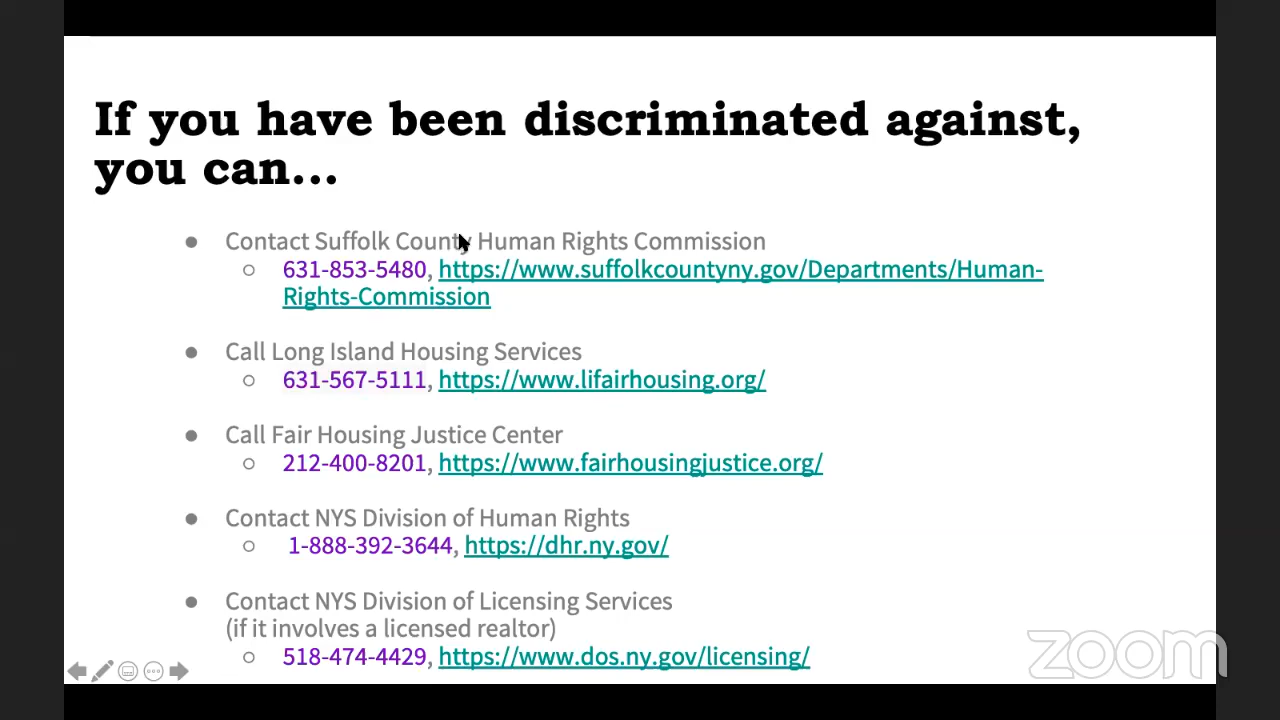 If you have been discriminated against,
you can...
● Contact Suffolk County Human Rights Commission
○ 631-853-5480, https://www.suffolkcountyny.gov/Departments/Human-
Rights-Commission
● Call Long Island Housing Services
○ 631-567-5111, https://www.lifairhousing.org/
● Call Fair Housing Justice Center
○ 212-400-8201, https://www.fairhousingjustice.org/
● Contact NYS Division of Human Rights
○ 1-888-392-3644, https://dhr.ny.gov/
● Contact NYS Division of Licensing Services
(if it involves a licensed realtor)
○ 518-474-4429, https://www.dos.ny.gov/licensing/
zoom